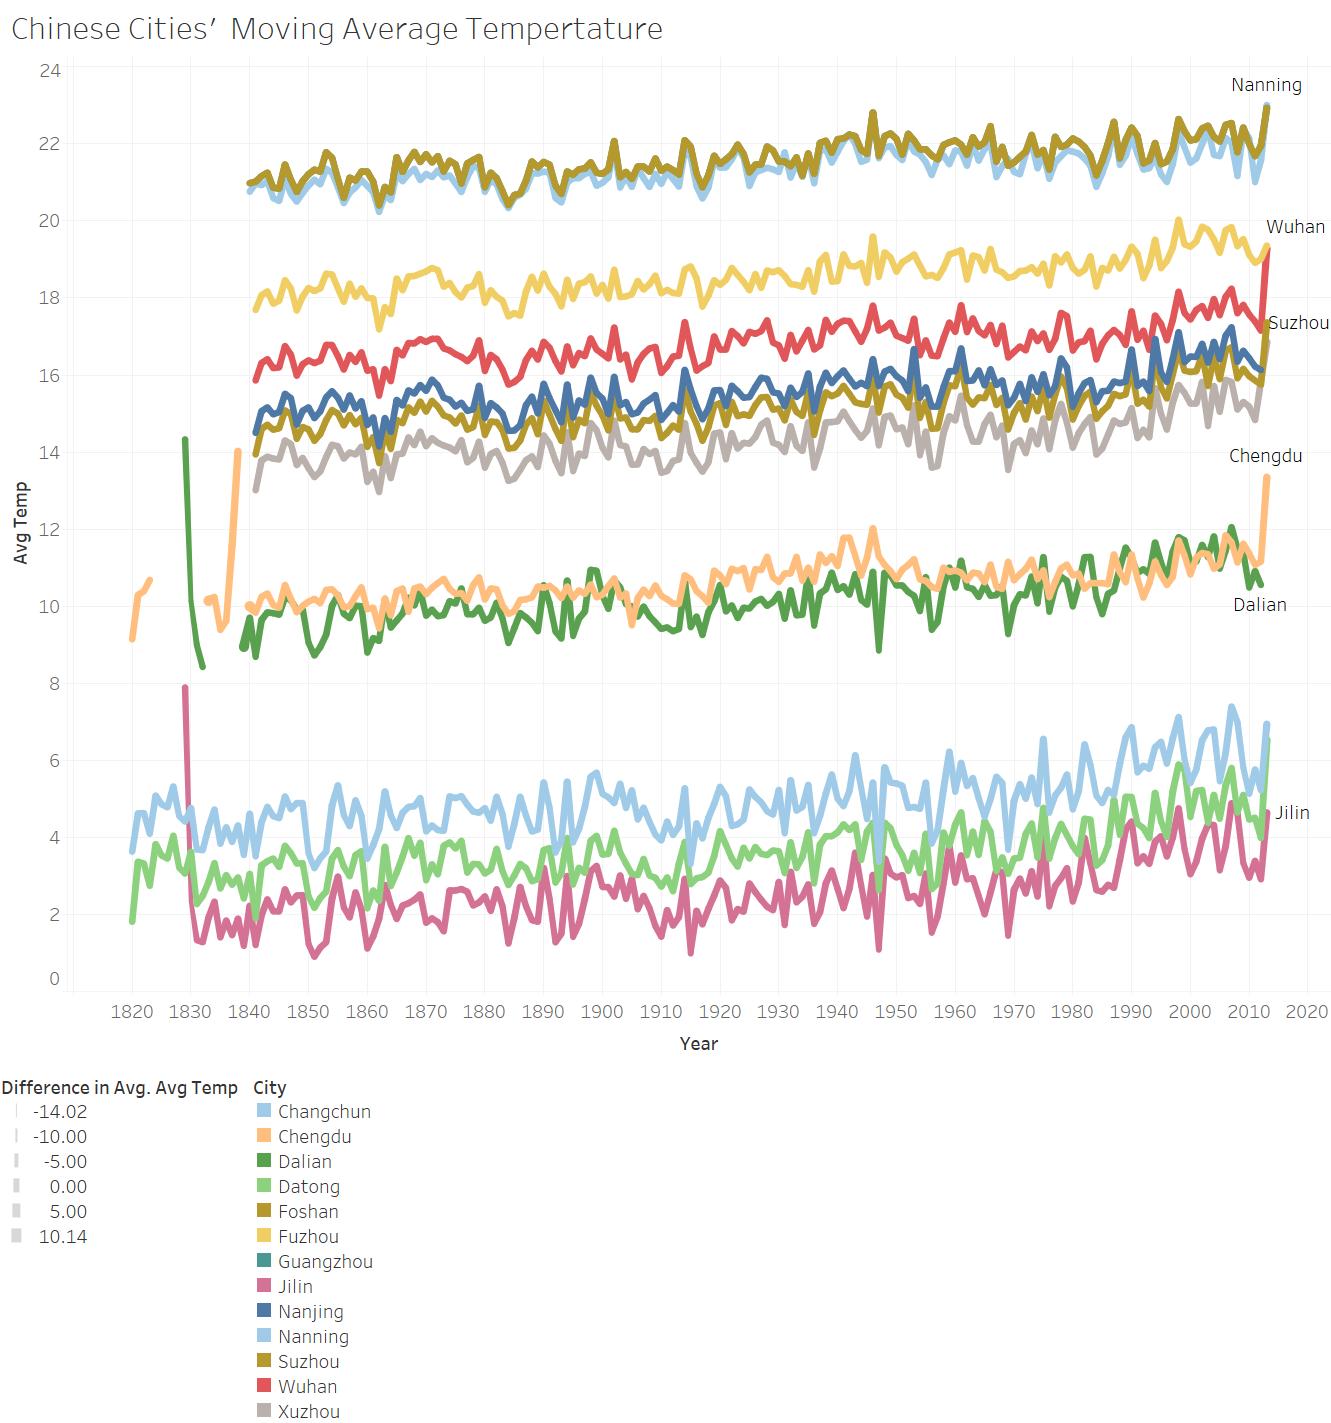 Chinese Cities' Moving Average Tempertature
24
22
20
18
16
14
12
10
8
6
4
2
0
Avg Temp
Nanning
Wuhan
Suzhou
Chengdu
Dalian
Jilin
1820 1830 1840 1850 1860 1870 1880 1890 1900 1910 1920 1930 1940 1950 1960 1970 1980 1990 2000 2010 2020
Year
Difference in Avg. Avg Temp
-14.02
-10.00
-5.00
0.00
5.00
10.14
City
Changchun
Chengdu
Dalian
Datong
Foshan
Fuzhou
Guangzhou
Jilin
Nanjing
Nanning
Suzhou
Wuhan
Xuzhou